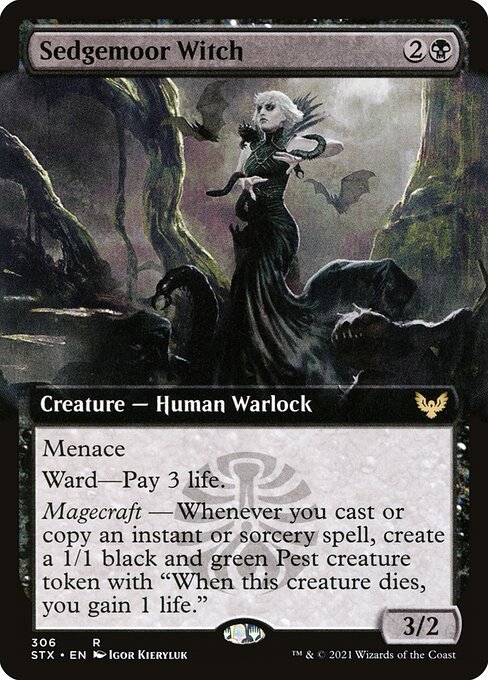 Sedgemoor Witch 2
Creature — Human Warlock
Menace
Ward—Pay 3 life.
Magecraft — Whenever you cast or
copy an instant or sorcery spell, create
a 1/1 black and green Pest creature
token with “When this creature dies,
you gain 1 life.”
3/2
306 R
STX • EN Igor Kieryluk
™ & © 2021 Wizards of the Coast